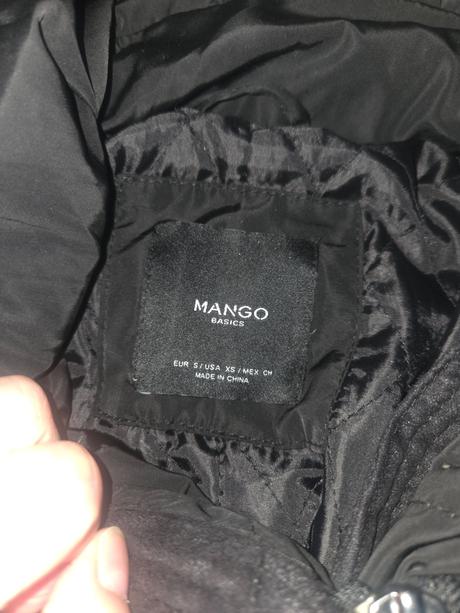 MANGO
BASICS
EUR S / USA XS / MEX CH
MADE IN CHINA